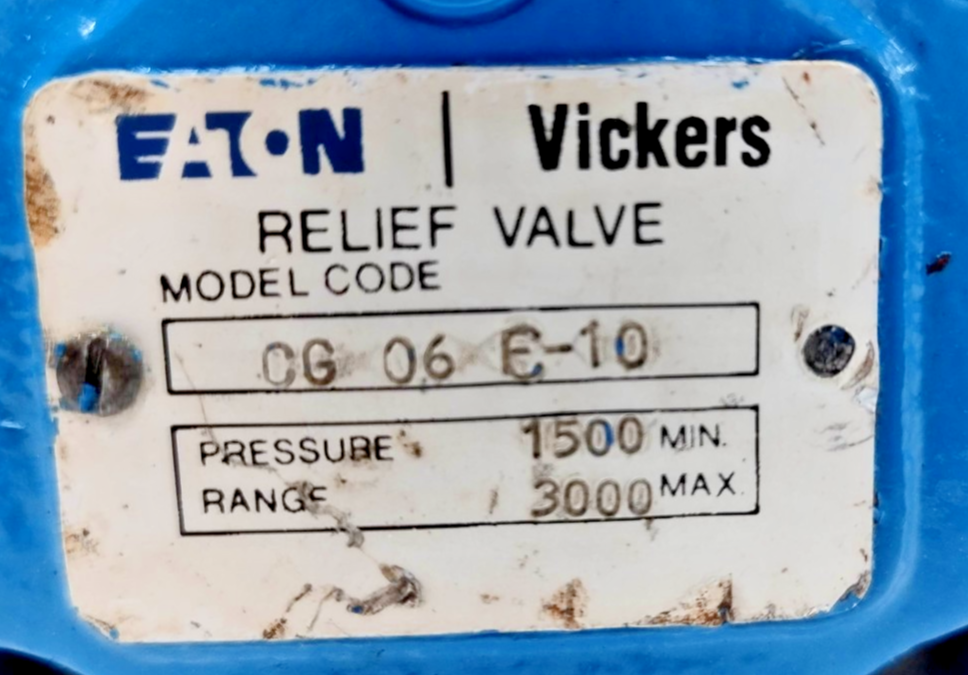 EATON | Vickers
RELIEF VALVE
MODEL CODE
CG 06 E-10
PRESSURE 1500 MIN.
RANGE 3000 MAX.